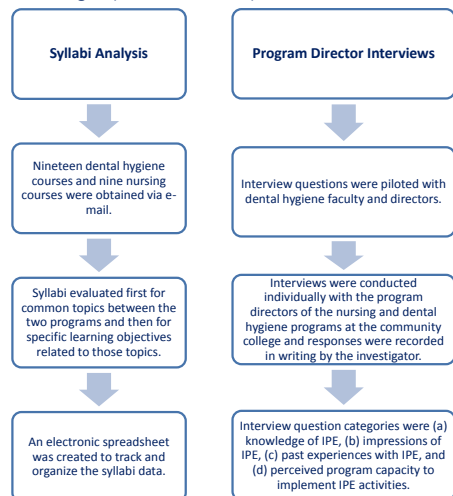 Syllabi Analysis
Nineteen dental hygiene
courses and nine nursing
courses were obtained via e-
mail.
Syllabi evaluated first for
common topics between the
two programs and then for
specific learning objectives
related to those topics.
An electronic spreadsheet
was created to track and
organize the syllabi data.
Program Director Interviews
Interview questions were piloted with
dental hygiene faculty and directors.
Interviews were conducted
individually with the program
directors of the nursing and dental
hygiene programs at the community
college and responses were recorded
in writing by the investigator.
Interview question categories were (a)
knowledge of IPE, (b) impressions of
IPE, (c) past experiences with IPE, and
(d) perceived program capacity to
implement IPE activities.